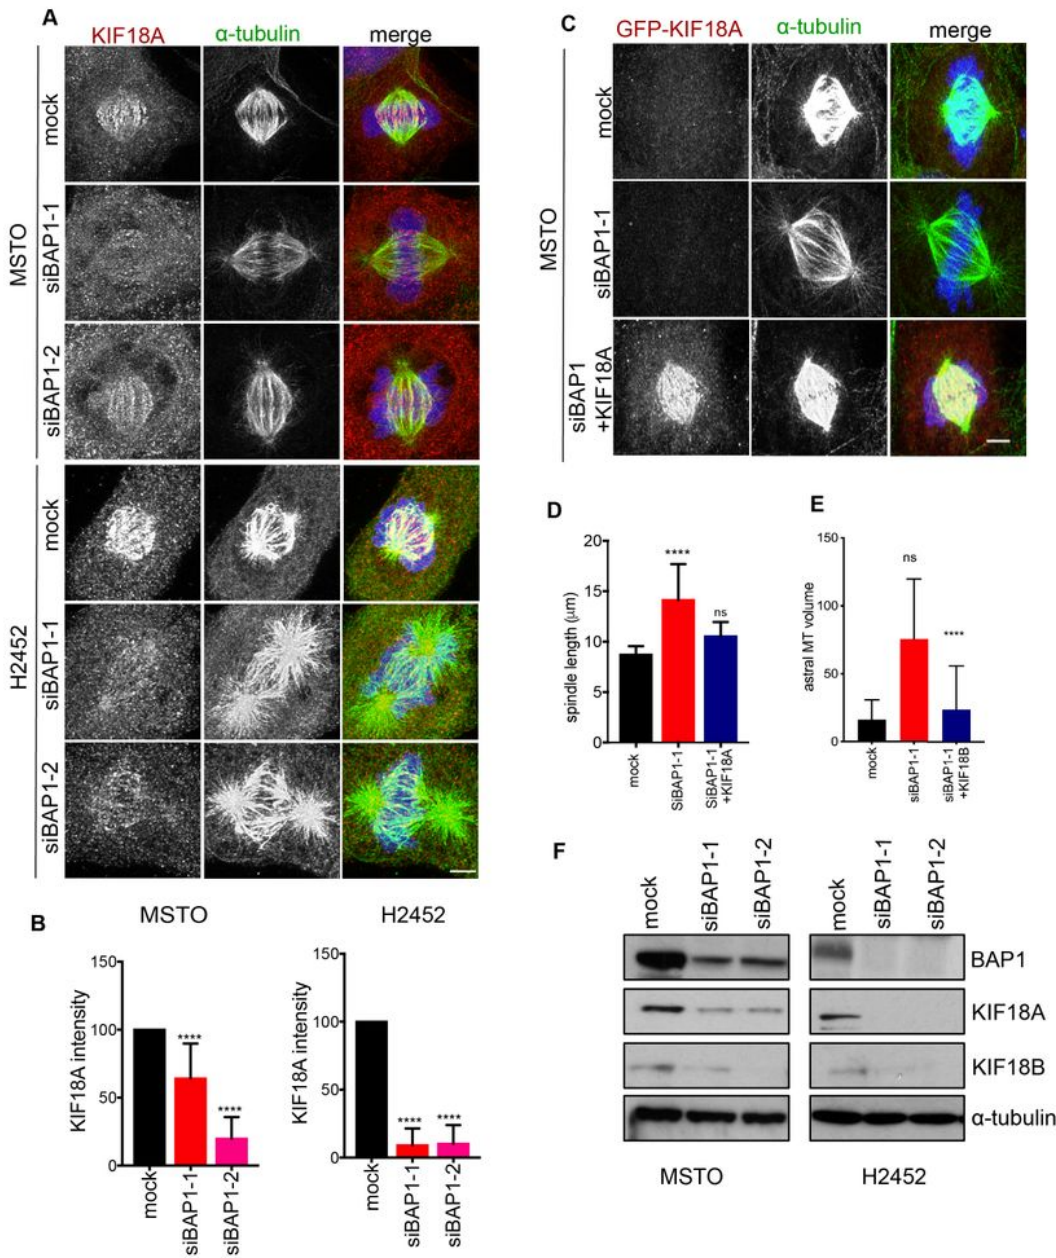 A
KIF18A α-tubulin merge
MSTO
mock
siBAP1-1
siBAP1-2
H2452
mock
siBAP1-1
siBAP1-2
B
MSTO
KIF18A intensity
150
100
50
0
****
****
mock
siBAP1-1
siBAP1-2
H2452
KIF18A intensity
150
100
50
0
****
****
mock
siBAP1-1
siBAP1-2
C
GFP-KIF18A α-tubulin merge
MSTO
mock
siBAP1-1
siBAP1
+KIF18A
D
spindle length (μm)
20
15
10
5
0
****
ns
mock
SiBAP1-1
SiBAP1-1
+KIF18A
E
astral MT volume
150
100
50
0
ns
****
mock
siBAP1-1
siBAP1-1
+KIF18B
F
mock siBAP1-1 siBAP1-2 mock siBAP1-1 siBAP1-2
BAP1
KIF18A
KIF18B
α-tubulin
MSTO H2452